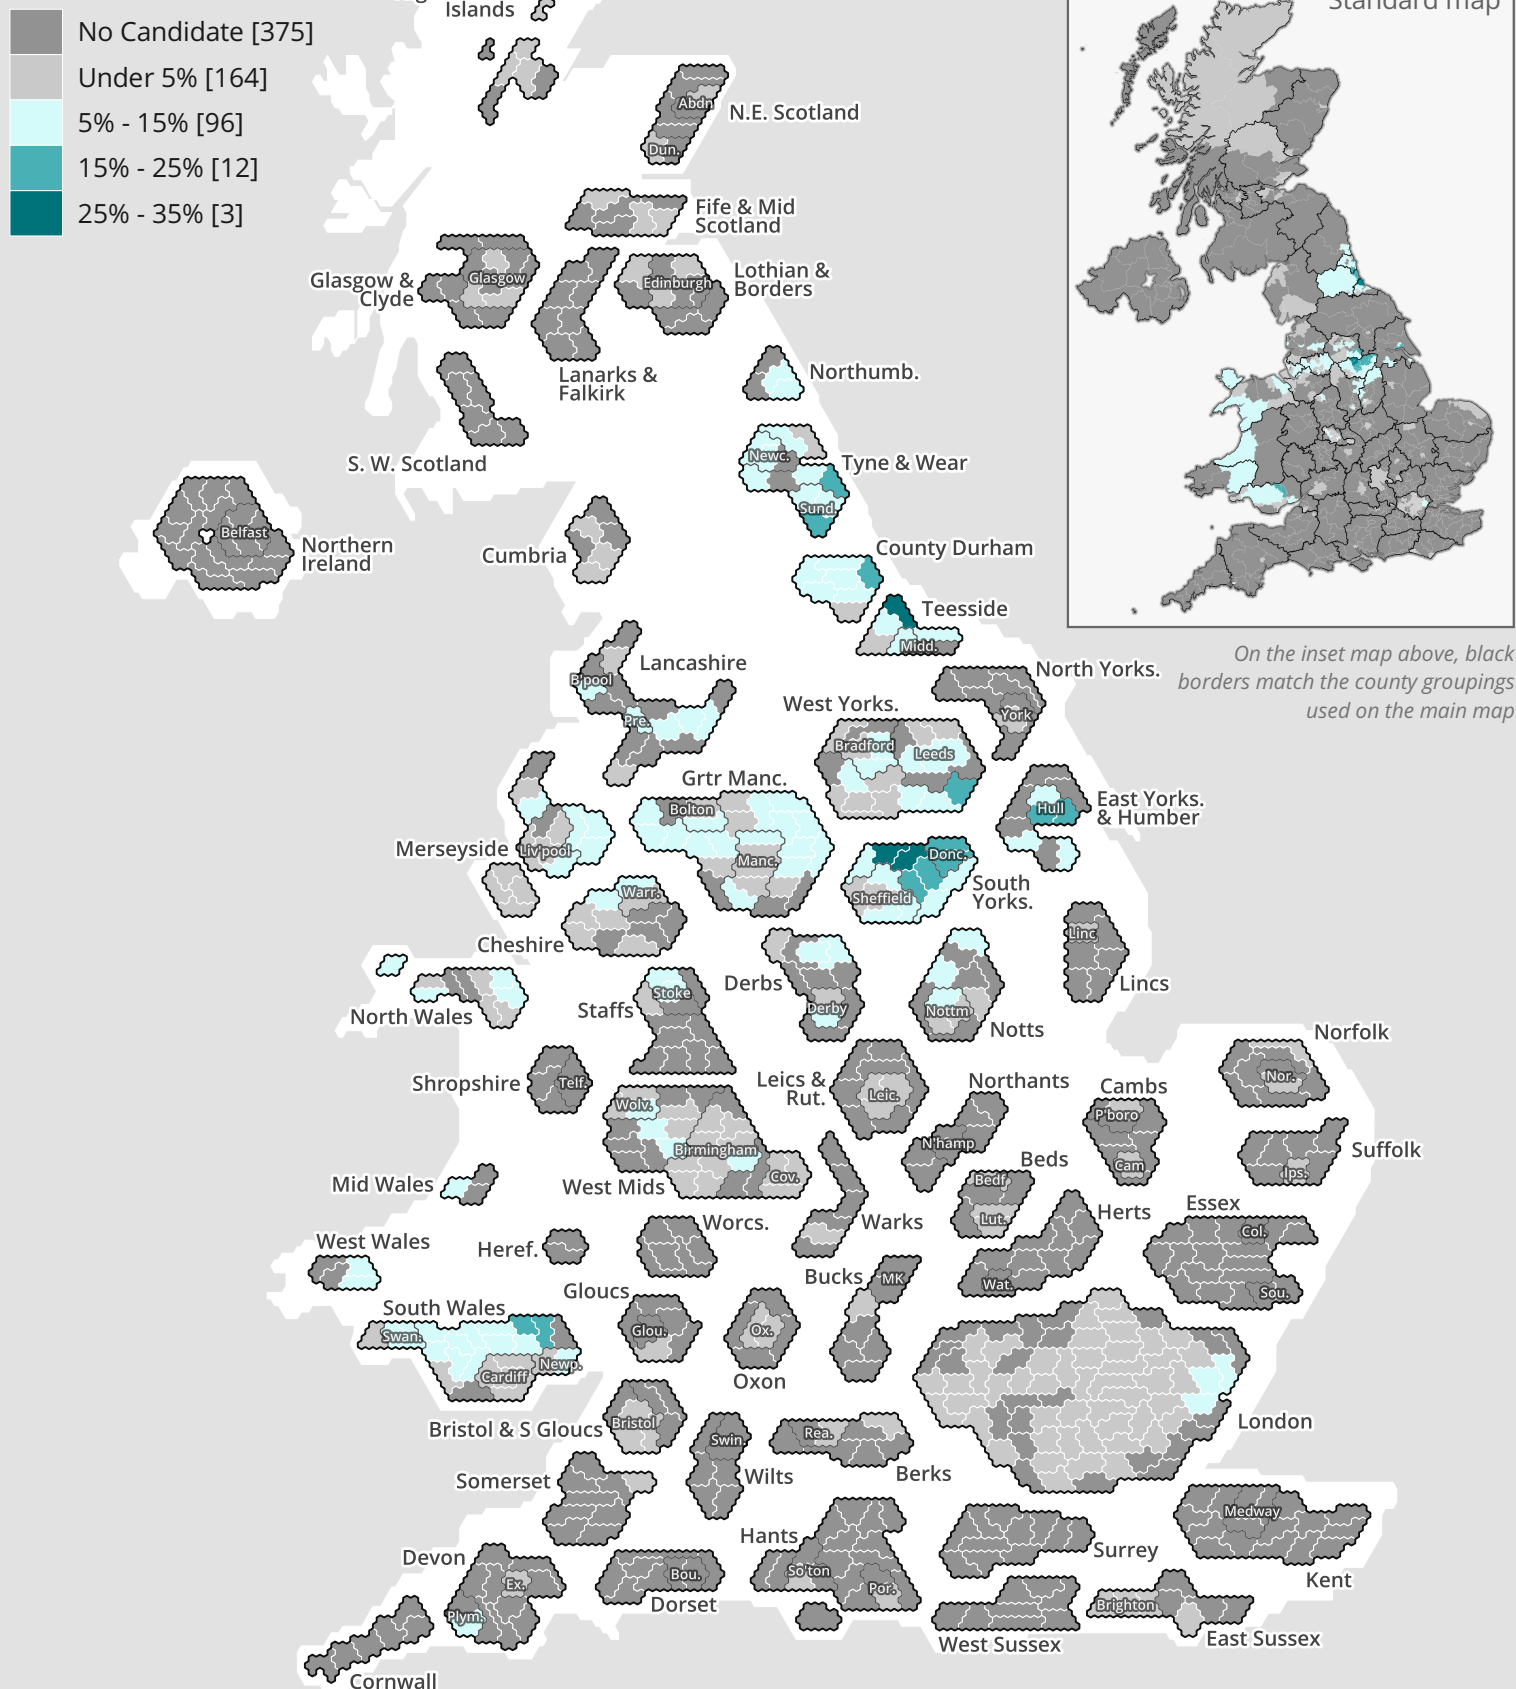 Islands
No Candidate [375]
Under 5% [164]
5% - 15% [96]
15% - 25% [12]
25% - 35% [3]
Standard map
Abdn
N.E. Scotland
Dun.
Fife & Mid
Scotland
Glasgow &
Clyde
Glasgow
Edinburgh
Lothian &
Borders
Lanarks &
Falkirk
Northumb.
S. W. Scotland
Newc.
Tyne & Wear
Sund.
Belfast
Northern
Ireland
Cumbria
County Durham
Teesside
Midd.
On the inset map above, black
borders match the county groupings
used on the main map
Lancashire
B'pool
Pre.
North Yorks.
York
West Yorks.
Bradford
Leeds
Grtr Manc.
Bolton
Manc.
East Yorks.
& Humber
Hull
Merseyside
Liv'pool
Donc.
Sheffield
South
Yorks.
Warr.
Cheshire
Linc
Lincs
Derbs
Derby
Nottm
Notts
North Wales
Staffs
Stoke
Norfolk
Nor.
Shropshire
Telf.
Leics &
Rut.
Leic.
Northants
N'hamp
Cambs
P'boro
Cam
Suffolk
Ips.
Wolv.
Birmingham
Cov.
West Mids
Mid Wales
Beds
Bedf
Lut.
Warks
Herts
Wat.
Essex
Col.
Sou.
West Wales
Heref.
Worcs.
Bucks
MK
Gloucs
Glou.
Ox.
Oxon
South Wales
Swan.
Newp.
Cardiff
London
Bristol & S Gloucs
Bristol
Swin
Wilts
Rea.
Berks
Somerset
Medway
Kent
Hants
So'ton
Por.
Surrey
Devon
Ex.
Plym.
Bou.
Dorset
West Sussex
Brighton
East Sussex
Cornwall